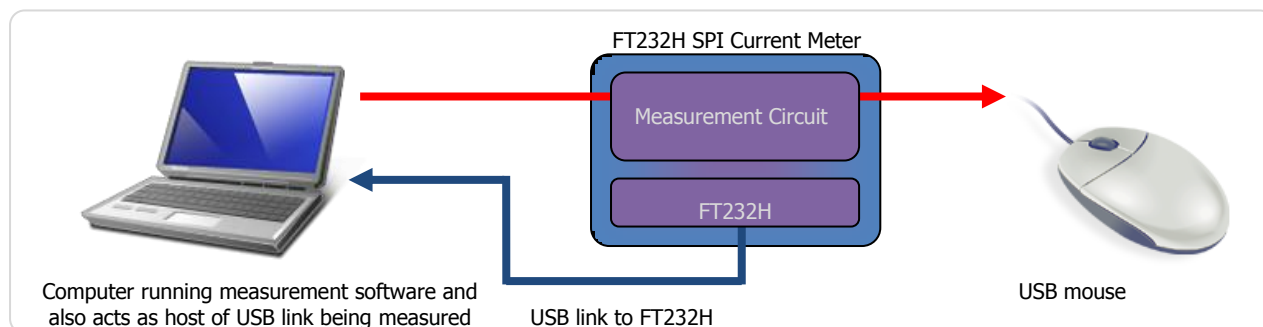 FT232H SPI Current Meter
Measurement Circuit
FT232H
Computer running measurement software and
also acts as host of USB link being measured
USB link to FT232H
USB mouse